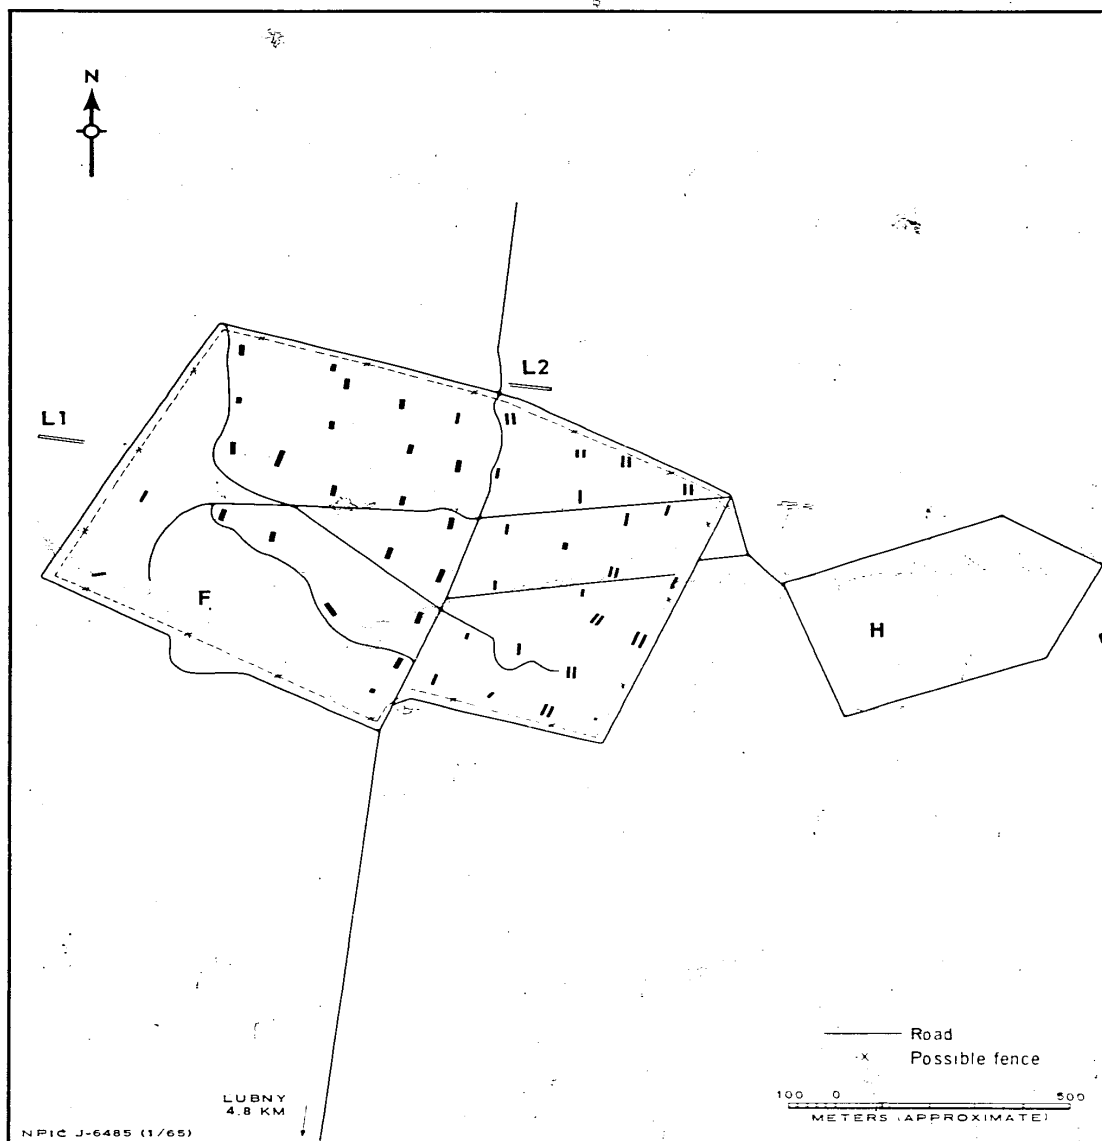 N
L2
L1
F
H
Road
Possible fence
LUBNY
4.8 KM
100 0 500
METERS (APPROXIMATE)
NPIC J-6485 (1/65)